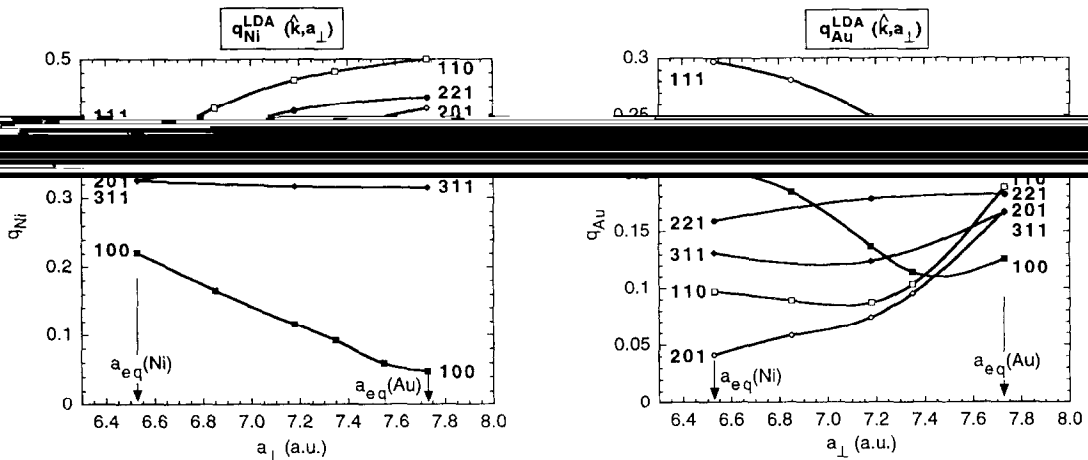 q_Ni^LDA (k̂,a_⊥)
0.5
110
221
201
111
201
311
311
0.3
q_Ni
100
0.2
0.1
a_eq(Ni)
a_eq(Au)
100
0
6.4 6.6 6.8 7.0 7.2 7.4 7.6 7.8 8.0
a_⊥ (a.u.)
q_Au^LDA (k̂,a_⊥)
0.3
111
110
221
221
201
q_Au
0.15
311
311
100
110
0.1
0.05
201
a_eq(Ni)
a_eq(Au)
0
6.4 6.6 6.8 7.0 7.2 7.4 7.6 7.8 8.0
a_⊥ (a.u.)